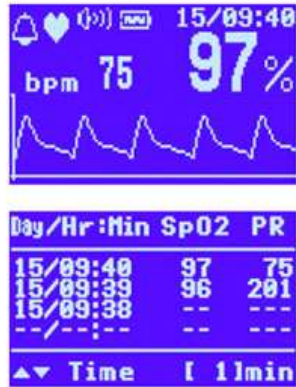 15/09:40
97%
bpm 75
Day/Hr:Min SpO2 PR
15/09:40 97 75
15/09:39 96 201
15/09:38 -- ---
--/--:-- -- ---
▲▼ Time [ 1]min